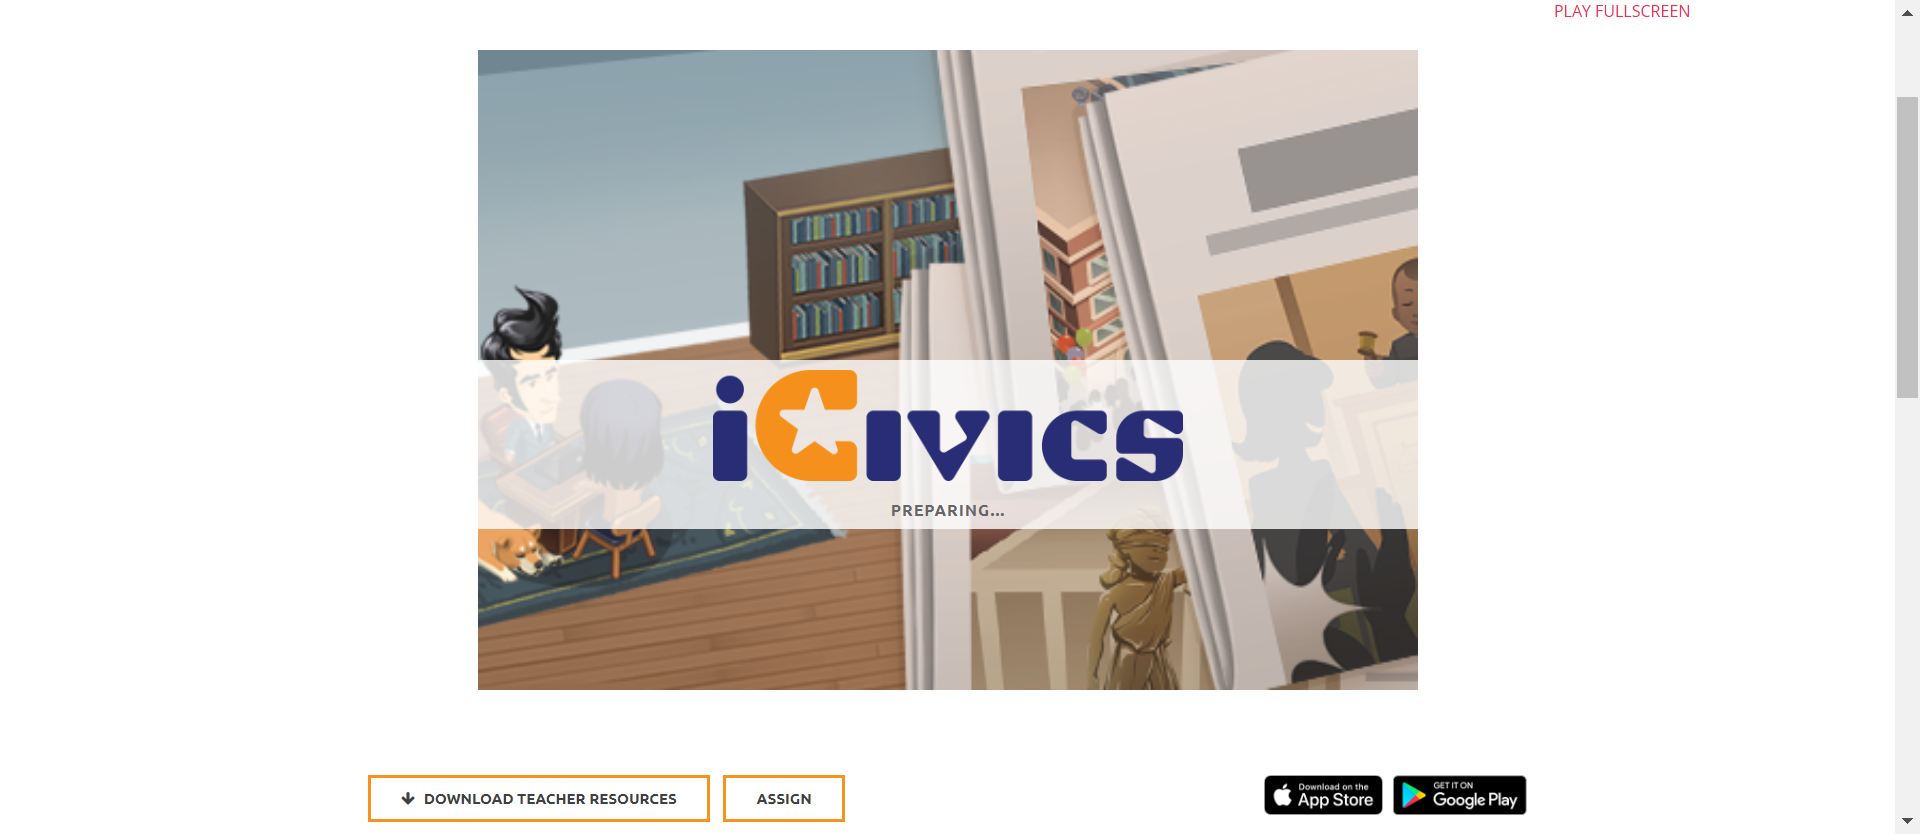 PLAY FULLSCREEN
iCivics
PREPARING...
DOWNLOAD TEACHER RESOURCES
ASSIGN
Download on the
App Store
GET IT ON
Google Play